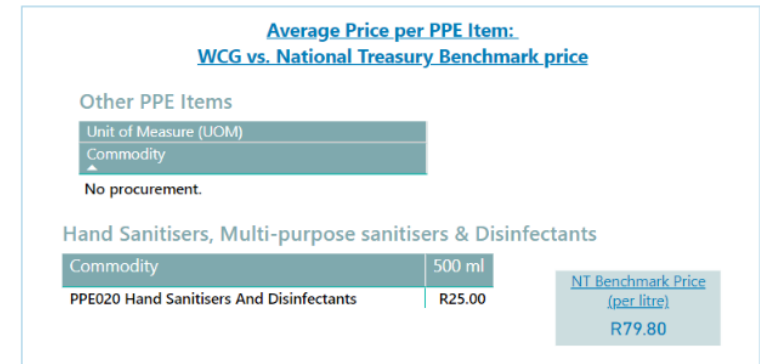 Average Price per PPE Item:
WCG vs. National Treasury Benchmark price
Other PPE Items
Unit of Measure (UOM)
Commodity
No procurement.
Hand Sanitisers, Multi-purpose sanitisers & Disinfectants
Commodity 500 ml
PPE020 Hand Sanitisers And Disinfectants R25.00
NT Benchmark Price
(per litre)
R79.80